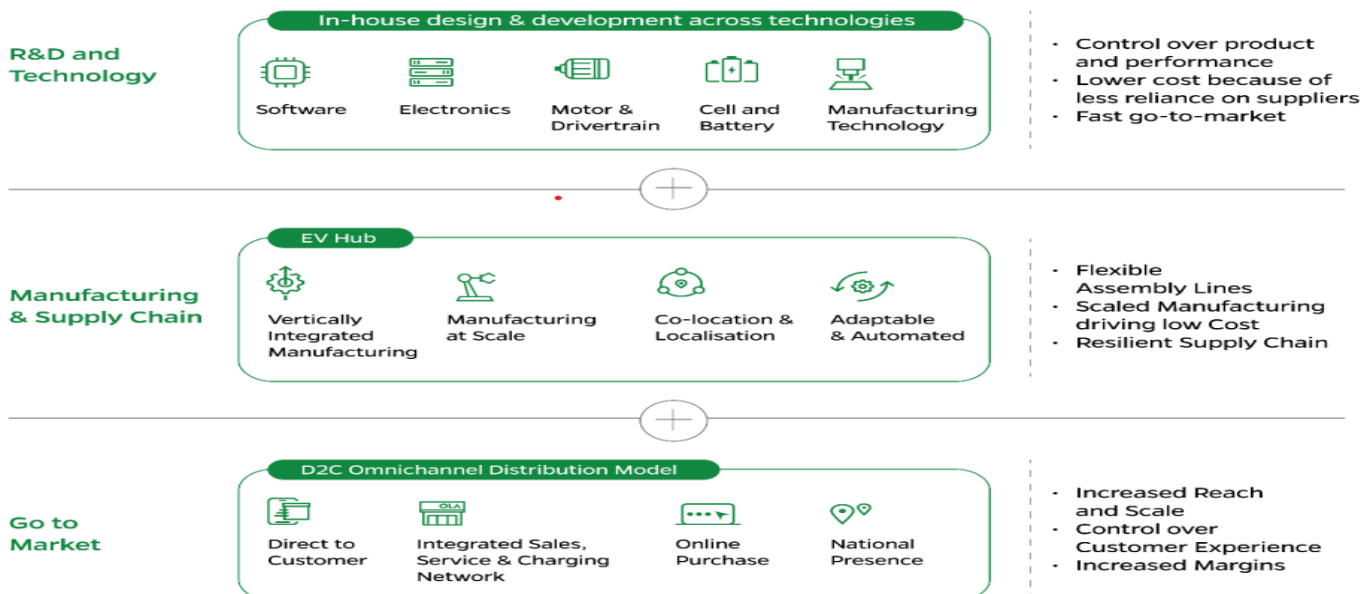 In-house design & development across technologies
R&D and
Technology
Software
Electronics
Motor &
Drivertrain
Cell and
Battery
Manufacturing
Technology
· Control over product
and performance
· Lower cost because of
less reliance on suppliers
· Fast go-to-market
EV Hub
Manufacturing
& Supply Chain
Vertically
Integrated
Manufacturing
Manufacturing
at Scale
Co-location &
Localisation
Adaptable
& Automated
· Flexible
Assembly Lines
· Scaled Manufacturing
driving low Cost
· Resilient Supply Chain
D2C Omnichannel Distribution Model
Go to
Market
Direct to
Customer
OLA
Integrated Sales,
Service & Charging
Network
Online
Purchase
National
Presence
· Increased Reach
and Scale
· Control over
Customer Experience
· Increased Margins